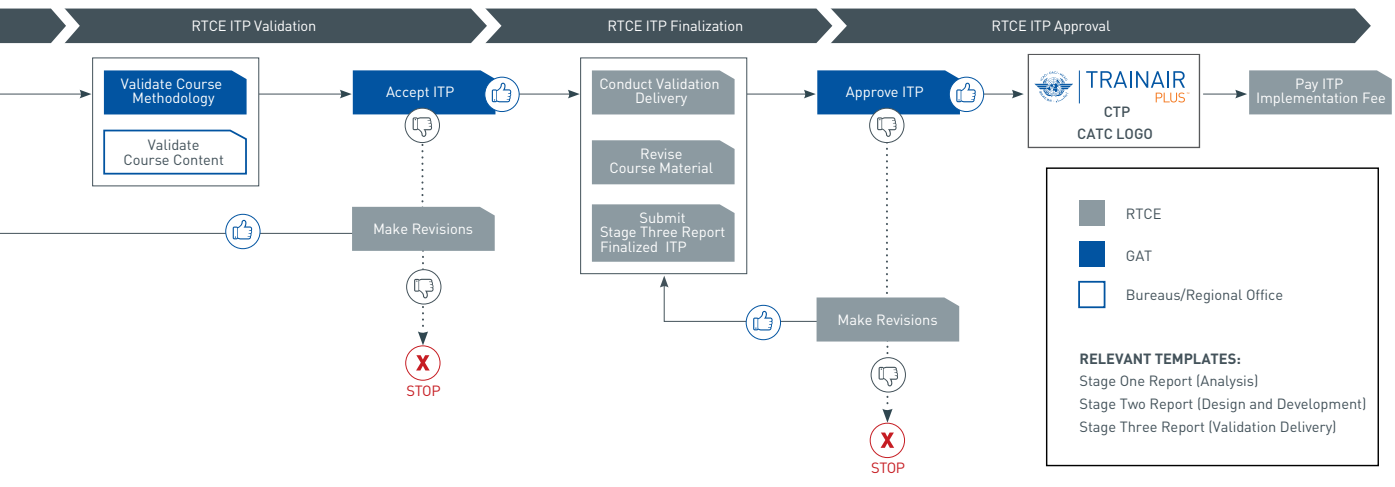 RTCE ITP Validation
RTCE ITP Finalization
RTCE ITP Approval
Validate Course
Methodology
Validate
Course Content
Accept ITP
Make Revisions
X
STOP
Conduct Validation
Delivery
Revise
Course Material
Submit
Stage Three Report
Finalized ITP
Approve ITP
Make Revisions
X
STOP
TRAINAIR
PLUS™
CTP
CATC LOGO
Pay ITP
Implementation Fee
RTCE
GAT
Bureaus/Regional Office
RELEVANT TEMPLATES:
Stage One Report (Analysis)
Stage Two Report (Design and Development)
Stage Three Report (Validation Delivery)